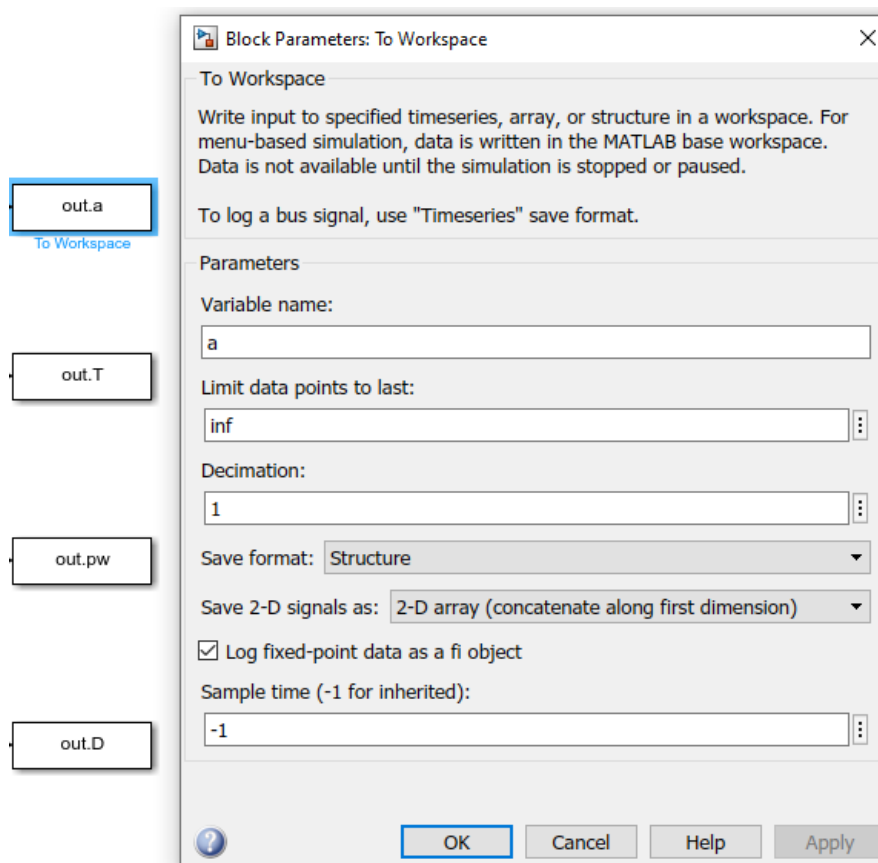 Block Parameters: To Workspace
To Workspace
Write input to specified timeseries, array, or structure in a workspace. For
menu-based simulation, data is written in the MATLAB base workspace.
Data is not available until the simulation is stopped or paused.
To log a bus signal, use "Timeseries" save format.
Parameters
Variable name:
a
Limit data points to last:
inf
Decimation:
1
Save format: Structure
Save 2-D signals as: 2-D array (concatenate along first dimension)
Log fixed-point data as a fi object
Sample time (-1 for inherited):
-1
OK Cancel Help Apply
out.a
To Workspace
out.T
out.pw
out.D